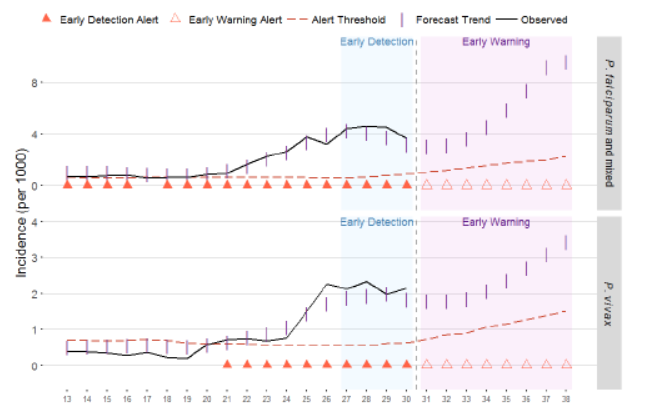 Early Detection Alert Early Warning Alert Alert Threshold Forecast Trend Observed
Early Detection Early Warning
8
4
0
P. falciparum and mixed
Incidence (per 1000)
Early Detection Early Warning
4
3
2
1
0
P. vivax
13 14 15 16 17 18 19 20 21 22 23 24 25 26 27 28 29 30 31 32 33 34 35 36 37 38